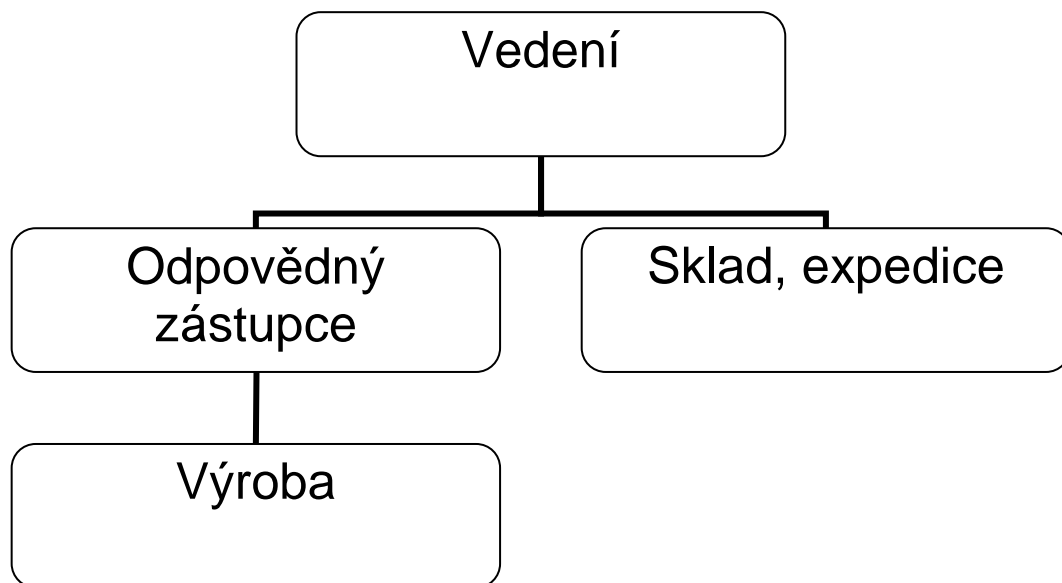 Vedení
Odpovědný
zástupce
Sklad, expedice
Výroba